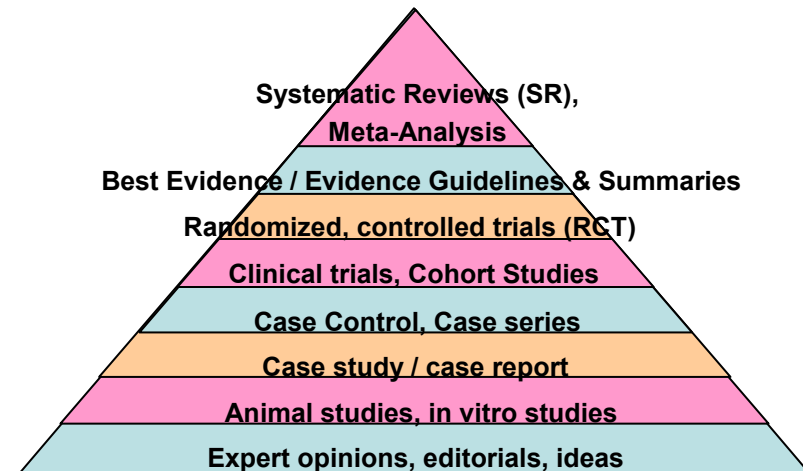 Systematic Reviews (SR),
Meta-Analysis
Best Evidence / Evidence Guidelines & Summaries
Randomized, controlled trials (RCT)
Clinical trials, Cohort Studies
Case Control, Case series
Case study / case report
Animal studies, in vitro studies
Expert opinions, editorials, ideas